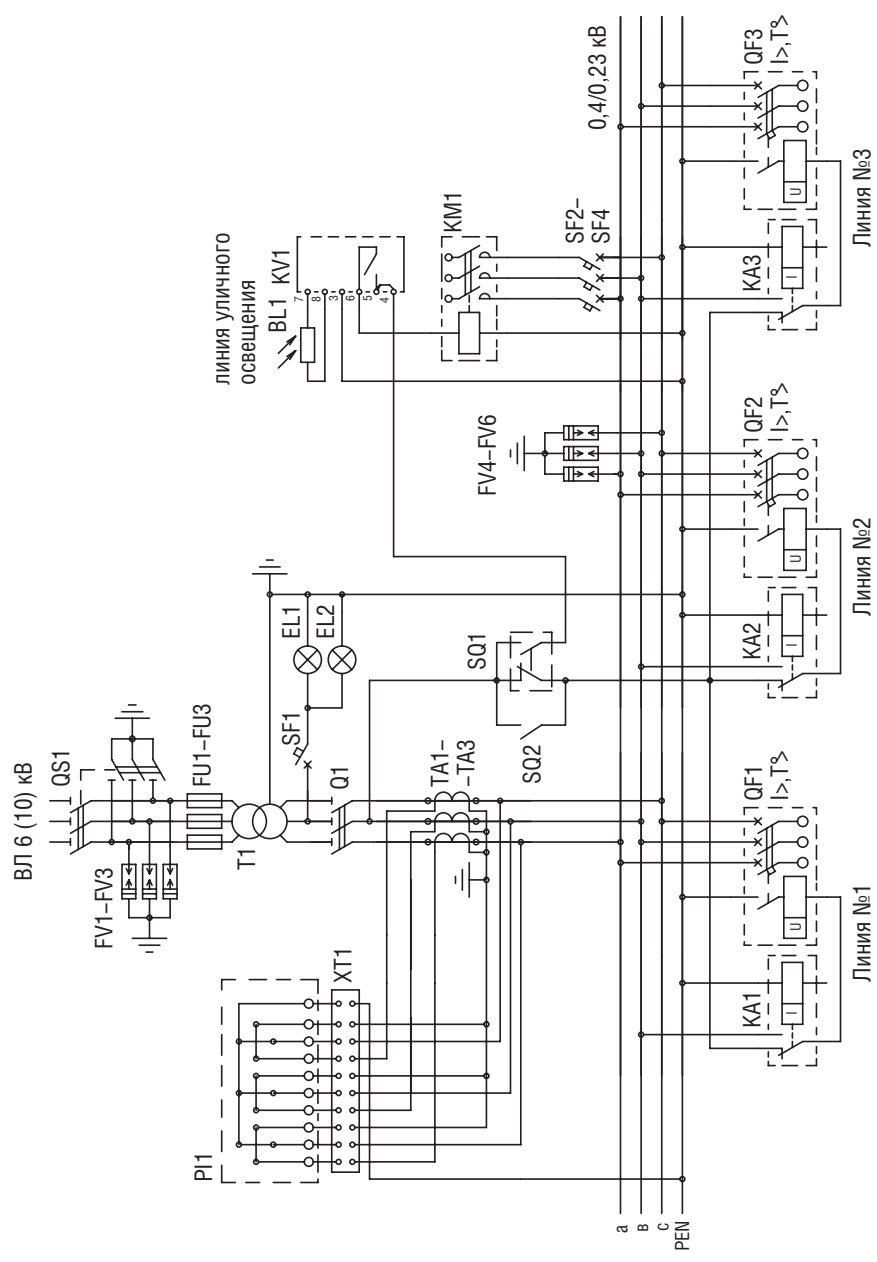 ВЛ 6 (10) кВ
QS1
FV1–FV3
FU1–FU3
T1
SF1
EL1
EL2
Q1
TA1–
–TA3
PI1
XT1
SQ1
SQ2
линия уличного
освещения
BL1
KV1
7
8
3
6
5
4
KM1
FV4–FV6
SF2–
SF4
0,4/0,23 кВ
а
в
с
PEN
KA1
I
U
QF1
I>,T°>
Линия №1
KA2
I
U
QF2
I>,T°>
Линия №2
KA3
I
U
QF3
I>,T°>
Линия №3